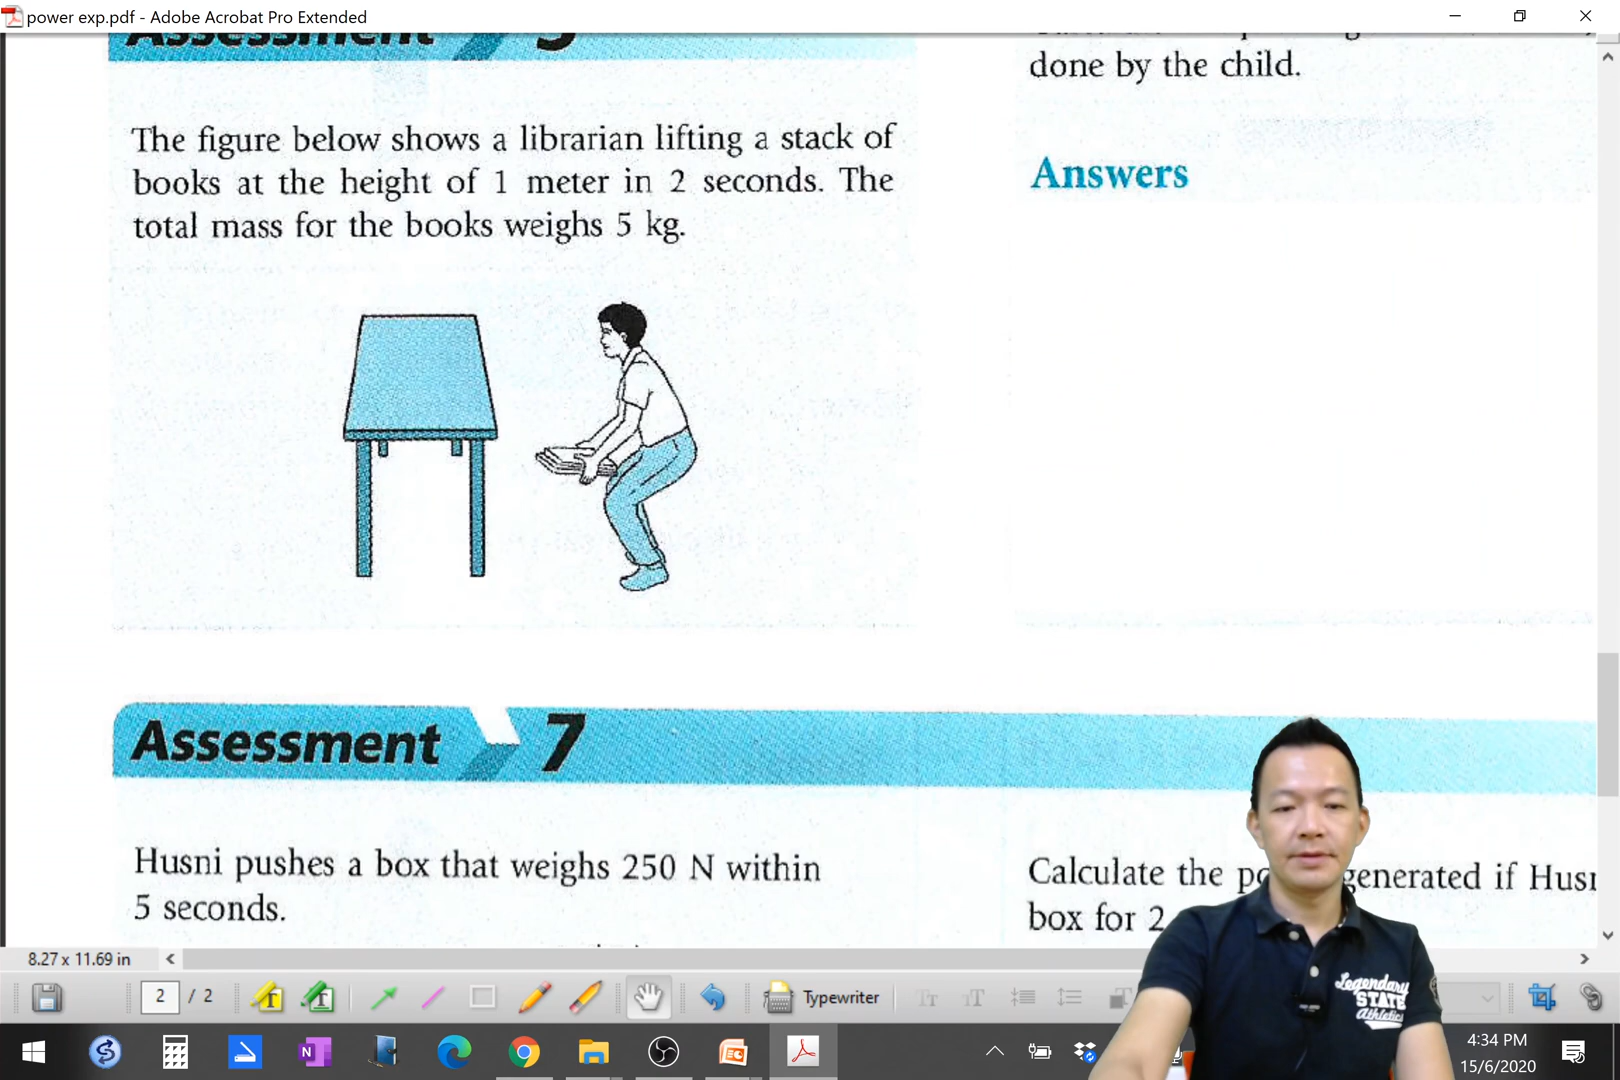 power exp.pdf - Adobe Acrobat Pro Extended
Assessment 5
The figure below shows a librarian lifting a stack of
books at the height of 1 meter in 2 seconds. The
total mass for the books weighs 5 kg.
done by the child.
Answers
Assessment 7
Husni pushes a box that weighs 250 N within
5 seconds.
Calculate the generated if
box for 2
8.27 x 11.69 in
2 / 2
Typewriter
Legendary
STATE
Athletics
4:34 PM
15/6/2020